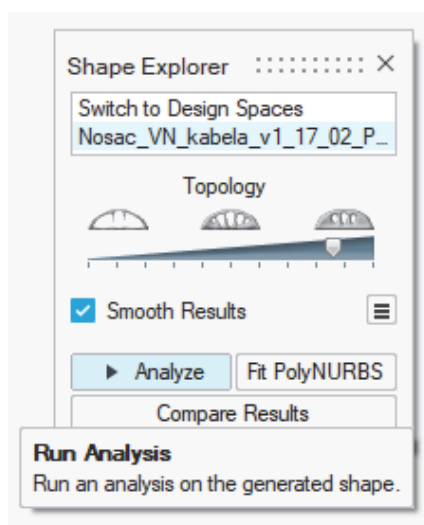 Shape Explorer
Switch to Design Spaces
Nosac_VN_kabela_v1_17_02_P...
Topology
Smooth Results
Analyze
Fit PolyNURBS
Compare Results
Run Analysis
Run an analysis on the generated shape.